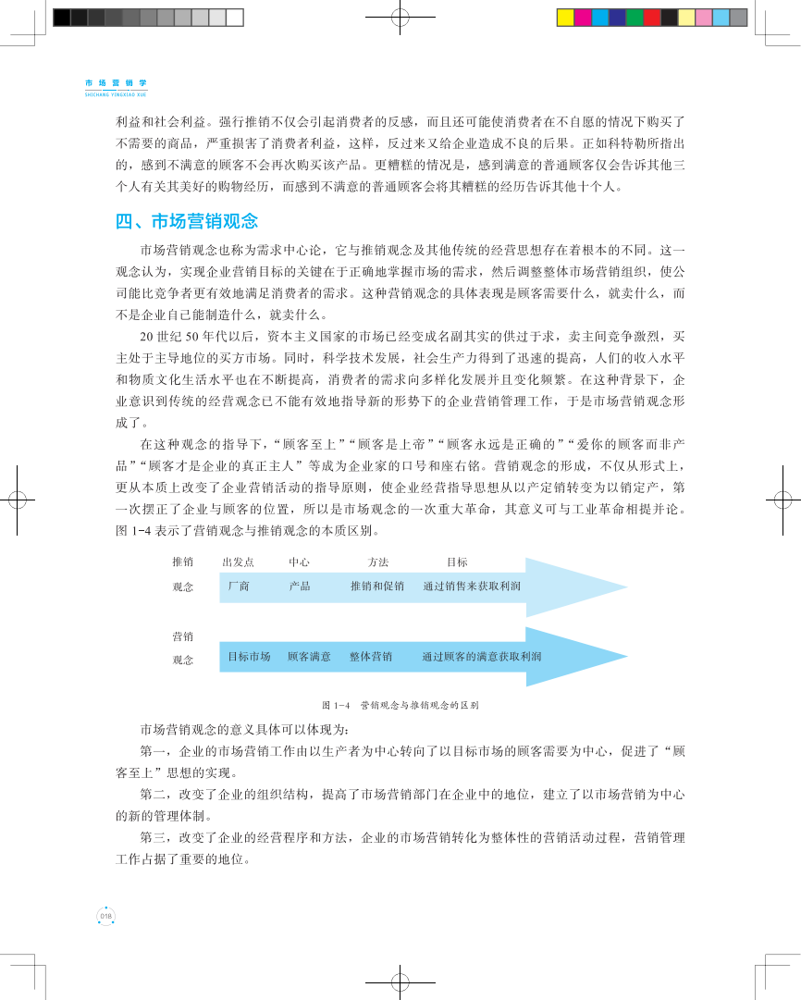 市场营销学
SHICHANG YINGXIAO XUE
利益和社会利益。强行推销不仅会引起消费者的反感，而且还可能使消费者在不自愿的情况下购买了
不需要的商品，严重损害了消费者利益，这样，反过来又给企业造成不良的后果。正如科特勒所指出
的，感到不满意的顾客不会再次购买该产品。更糟糕的情况是，感到满意的普通顾客仅会告诉其他三
个人有关其美好的购物经历，而感到不满意的普通顾客会将其糟糕的经历告诉其他十个人。
四、市场营销观念
市场营销观念也称为需求中心论，它与推销观念及其他传统的经营思想存在着根本的不同。这一
观念认为，实现企业营销目标的关键在于正确地掌握市场的需求，然后调整整体市场营销组织，使公
司能比竞争者更有效地满足消费者的需求。这种营销观念的具体表现是顾客需要什么，就卖什么，而
不是企业自己能制造什么，就卖什么。
20 世纪 50 年代以后，资本主义国家的市场已经变成名副其实的供过于求，卖主间竞争激烈，买
主处于主导地位的买方市场。同时，科学技术发展，社会生产力得到了迅速的提高，人们的收入水平
和物质文化生活水平也在不断提高，消费者的需求向多样化发展并且变化频繁。在这种背景下，企
业意识到传统的经营观念已不能有效地指导新的形势下的企业营销管理工作，于是市场营销观念形
成了。
在这种观念的指导下，“顾客至上”“顾客是上帝”“顾客永远是正确的”“爱你的顾客而非产
品”“顾客才是企业的真正主人”等成为企业家的口号和座右铭。营销观念的形成，不仅从形式上，
更从本质上改变了企业营销活动的指导原则，使企业经营指导思想从以产定销转变为以销定产，第
一次摆正了企业与顾客的位置，所以是市场观念的一次重大革命，其意义可与工业革命相提并论。
图 1-4 表示了营销观念与推销观念的本质区别。
推销 出发点 中心 方法 目标
观念 厂商 产品 推销和促销 通过销售来获取利润
营销
观念 目标市场 顾客满意 整体营销 通过顾客的满意获取利润
图 1-4 营销观念与推销观念的区别
市场营销观念的意义具体可以体现为：
第一，企业的市场营销工作由以生产者为中心转向了以目标市场的顾客需要为中心，促进了“顾
客至上”思想的实现。
第二，改变了企业的组织结构，提高了市场营销部门在企业中的地位，建立了以市场营销为中心
的新的管理体制。
第三，改变了企业的经营程序和方法，企业的市场营销转化为整体性的营销活动过程，营销管理
工作占据了重要的地位。
018